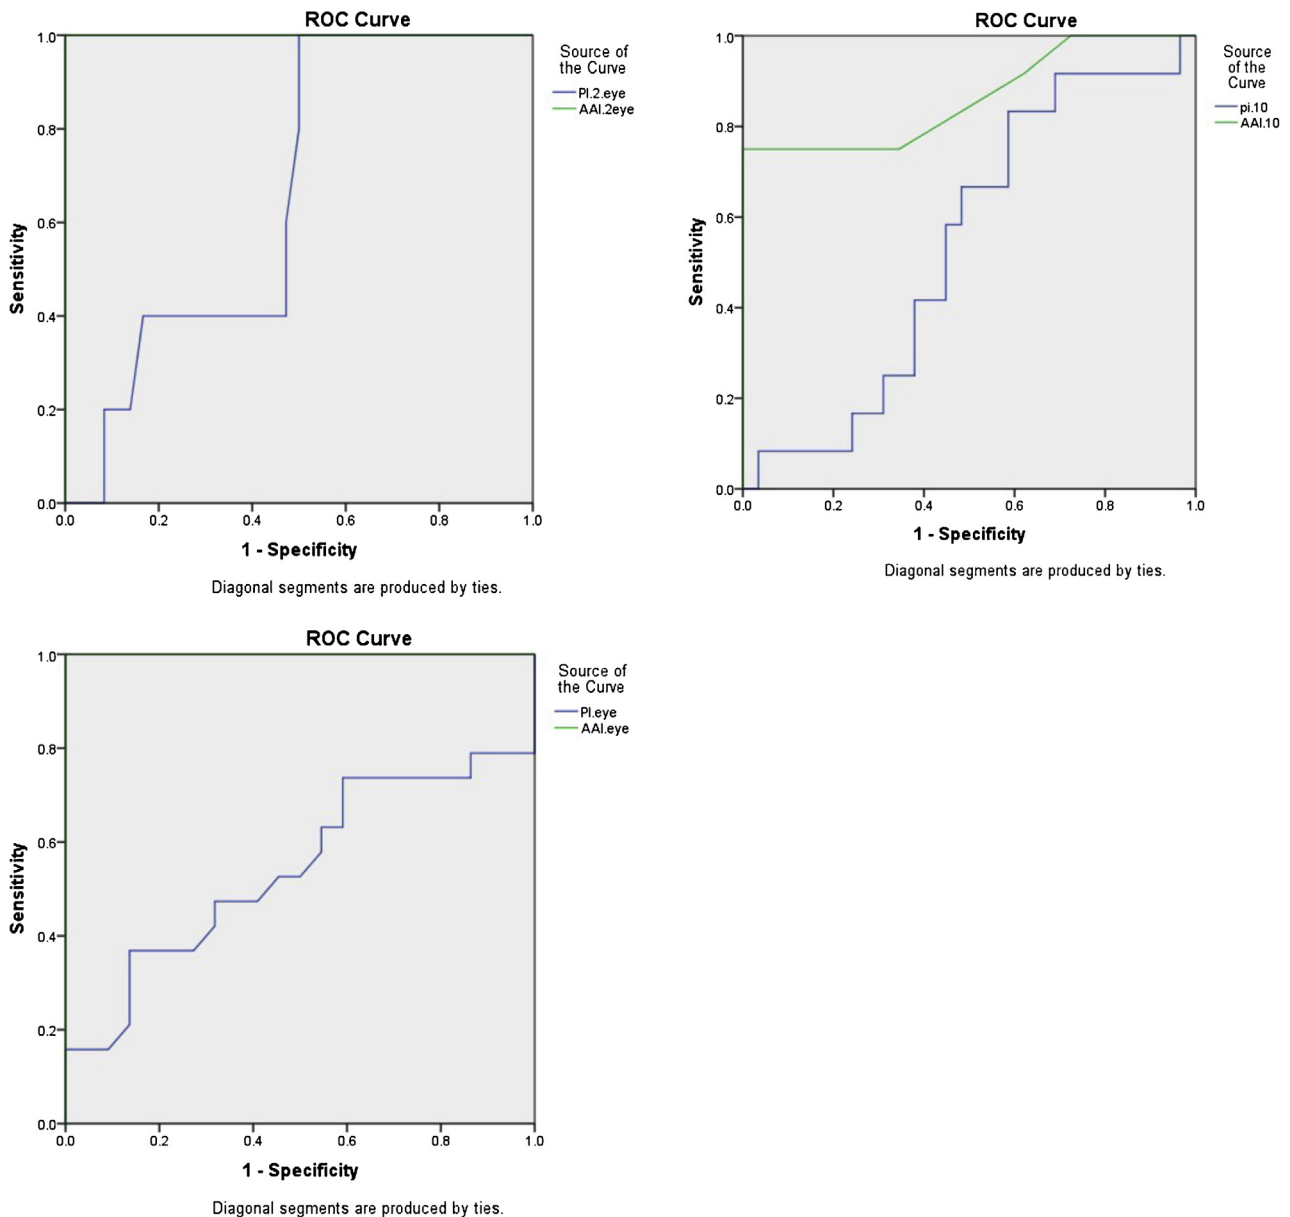 ROC Curve
Source of
the Curve
PI.2.eye
AAI.2eye
1.0
0.8
0.6
0.4
0.2
0.0
Sensitivity
0.0 0.2 0.4 0.6 0.8 1.0
1 - Specificity
Diagonal segments are produced by ties.
ROC Curve
Source
of the
Curve
pi.10
AAI.10
1.0
0.8
0.6
0.4
0.2
0.0
Sensitivity
0.0 0.2 0.4 0.6 0.8 1.0
1 - Specificity
Diagonal segments are produced by ties.
ROC Curve
Source of
the Curve
PI.eye
AAI.eye
1.0
0.8
0.6
0.4
0.2
0.0
Sensitivity
0.0 0.2 0.4 0.6 0.8 1.0
1 - Specificity
Diagonal segments are produced by ties.